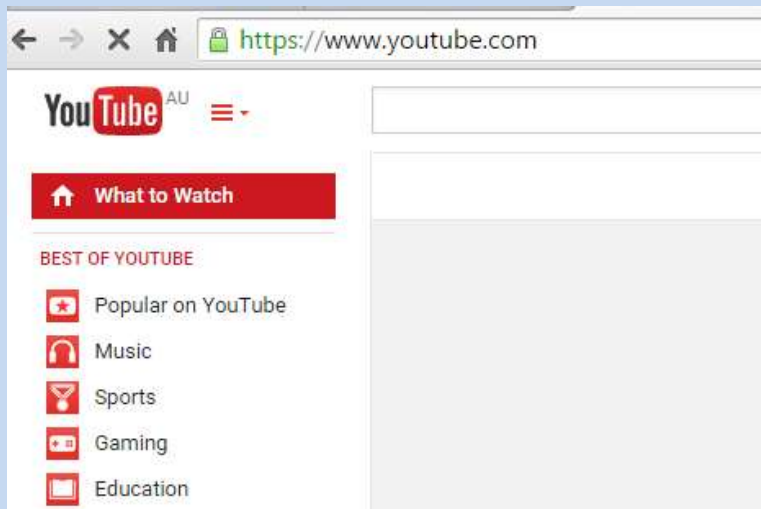 https://www.youtube.com
YouTube AU
What to Watch
BEST OF YOUTUBE
Popular on YouTube
Music
Sports
Gaming
Education